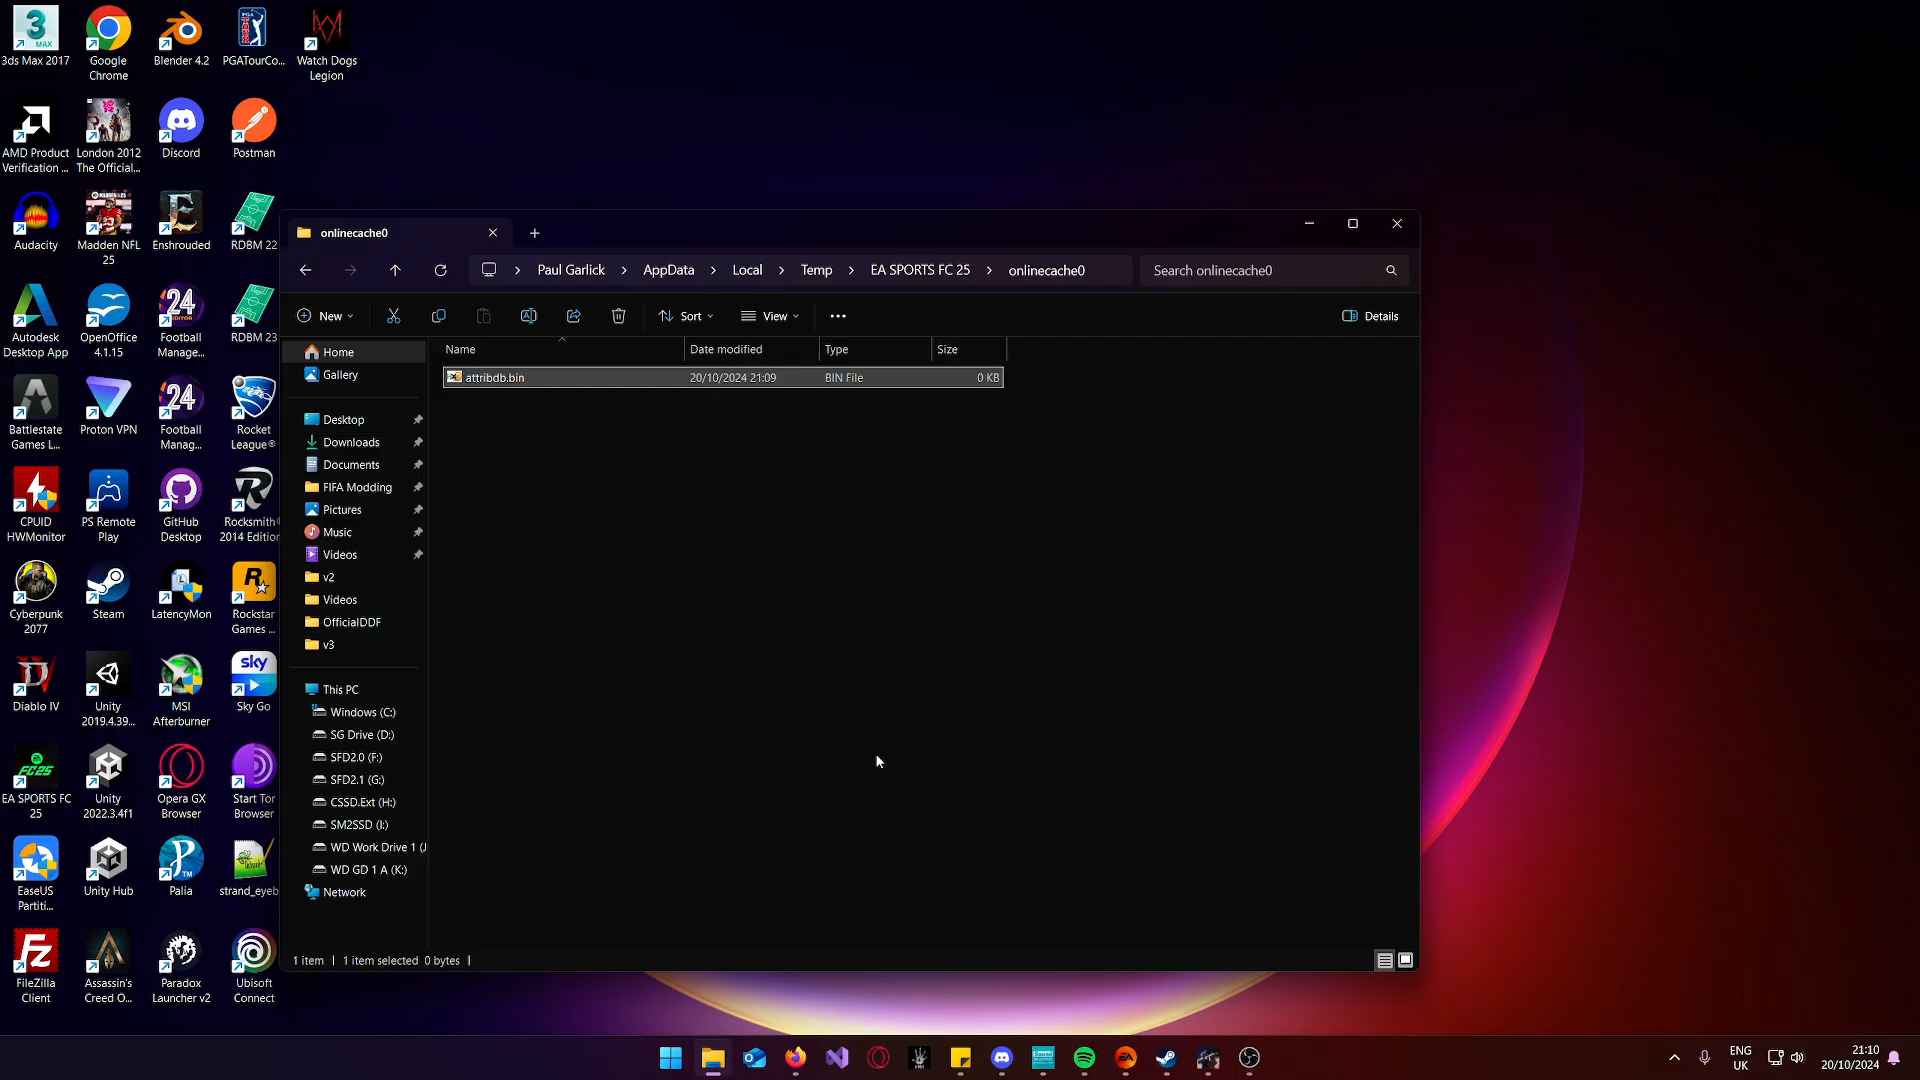 3ds Max 2017
Google Chrome
Blender 4.2
PGATourCo...
Watch Dogs Legion
AMD Product Verification ...
London 2012 The Official...
Discord
Postman
Audacity
Madden NFL 25
Enshrouded
RDBM 22
Autodesk Desktop App
OpenOffice 4.1.15
Football Manage...
RDBM 23
Battlestate Games L...
Proton VPN
Football Manag...
Rocket League®
CPUID HWMonitor
PS Remote Play
GitHub Desktop
Rocksmith® 2014 Edition
Cyberpunk 2077
Steam
LatencyMon
Rockstar Games ...
Diablo IV
Unity 2019.4.39...
MSI Afterburner
Sky Go
EA SPORTS FC 25
Unity 2022.3.4f1
Opera GX Browser
Start Tor Browser
EaseUS Partiti...
Unity Hub
Palia
strand_eyeb
FileZilla Client
Assassin's Creed O...
Paradox Launcher v2
Ubisoft Connect
onlinecache0
Paul Garlick > AppData > Local > Temp > EA SPORTS FC 25 > onlinecache0
Search onlinecache0
New
Sort
View
Details
Name Date modified Type Size
attribdb.bin 20/10/2024 21:09 BIN File 0 KB
Home
Gallery
Desktop
Downloads
Documents
FIFA Modding
Pictures
Music
Videos
v2
Videos
OfficialDDF
v3
This PC
Windows (C:)
SG Drive (D:)
SFD2.0 (F:)
SFD2.1 (G:)
CSSD.Ext (H:)
SM2SSD (I:)
WD Work Drive 1 (J
WD GD 1 A (K:)
Network
1 item | 1 item selected 0 bytes |
ENG
UK
21:10
20/10/2024